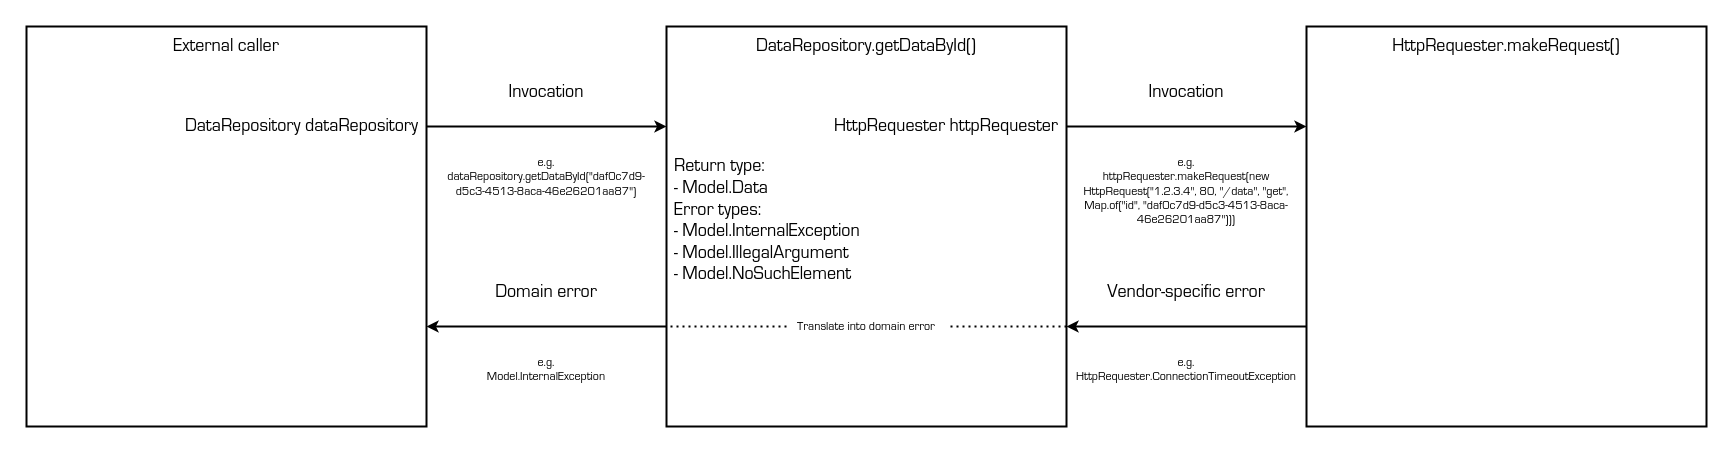 External caller
DataRepository dataRepository
Invocation
e.g.
dataRepository.getDataById("daf0c7d9-
d5c3-4513-8aca-46e26201aa87")
Domain error
e.g.
Model.InternalException
DataRepository.getDataById()
HttpRequester httpRequester
Return type:
- Model.Data
Error types:
- Model.InternalException
- Model.IllegalArgument
- Model.NoSuchElement
Translate into domain error
Invocation
e.g.
httpRequester.makeRequest(new
HttpRequest("1.2.3.4", 80, "/data", "get",
Map.of("id", "daf0c7d9-d5c3-4513-8aca-
46e26201aa87")))
Vendor-specific error
e.g.
HttpRequester.ConnectionTimeoutException
HttpRequester.makeRequest()